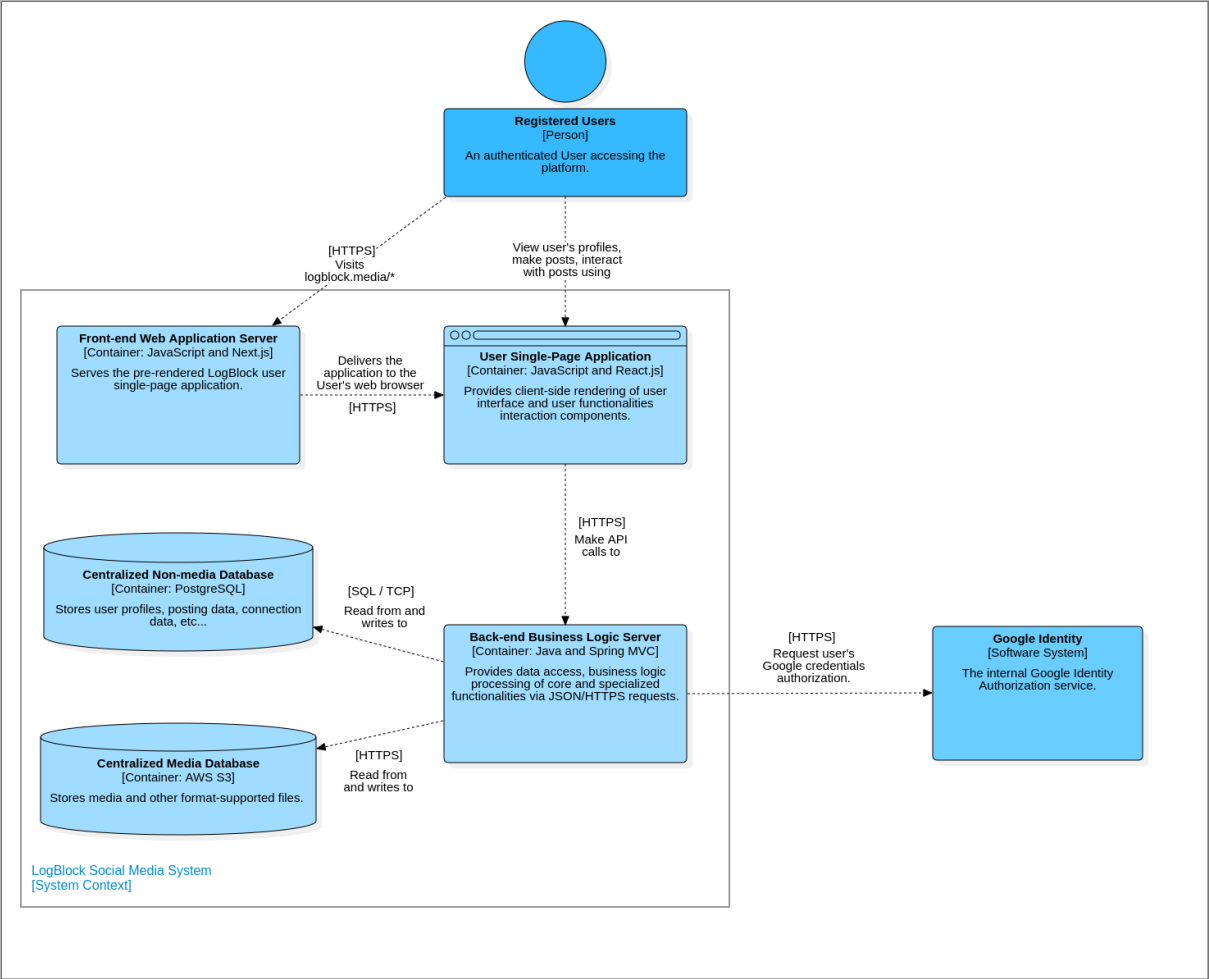 Registered Users
[Person]
An authenticated User accessing the
platform.
[HTTPS]
Visits
logblock.media/*
View user's profiles,
make posts, interact
with posts using
Front-end Web Application Server
[Container: JavaScript and Next.js]
Serves the pre-rendered LogBlock user
single-page application.
Delivers the
application to the
User's web browser
[HTTPS]
User Single-Page Application
[Container: JavaScript and React.js]
Provides client-side rendering of user
interface and user functionalities
interaction components.
[HTTPS]
Make API
calls to
Centralized Non-media Database
[Container: PostgreSQL]
Stores user profiles, posting data, connection
data, etc...
[SQL / TCP]
Read from and
writes to
Back-end Business Logic Server
[Container: Java and Spring MVC]
Provides data access, business logic
processing of core and specialized
functionalities via JSON/HTTPS requests.
[HTTPS]
Request user's
Google credentials
authorization.
Google Identity
[Software System]
The internal Google Identity
Authorization service.
Centralized Media Database
[Container: AWS S3]
Stores media and other format-supported files.
[HTTPS]
Read from
and writes to
LogBlock Social Media System
[System Context]